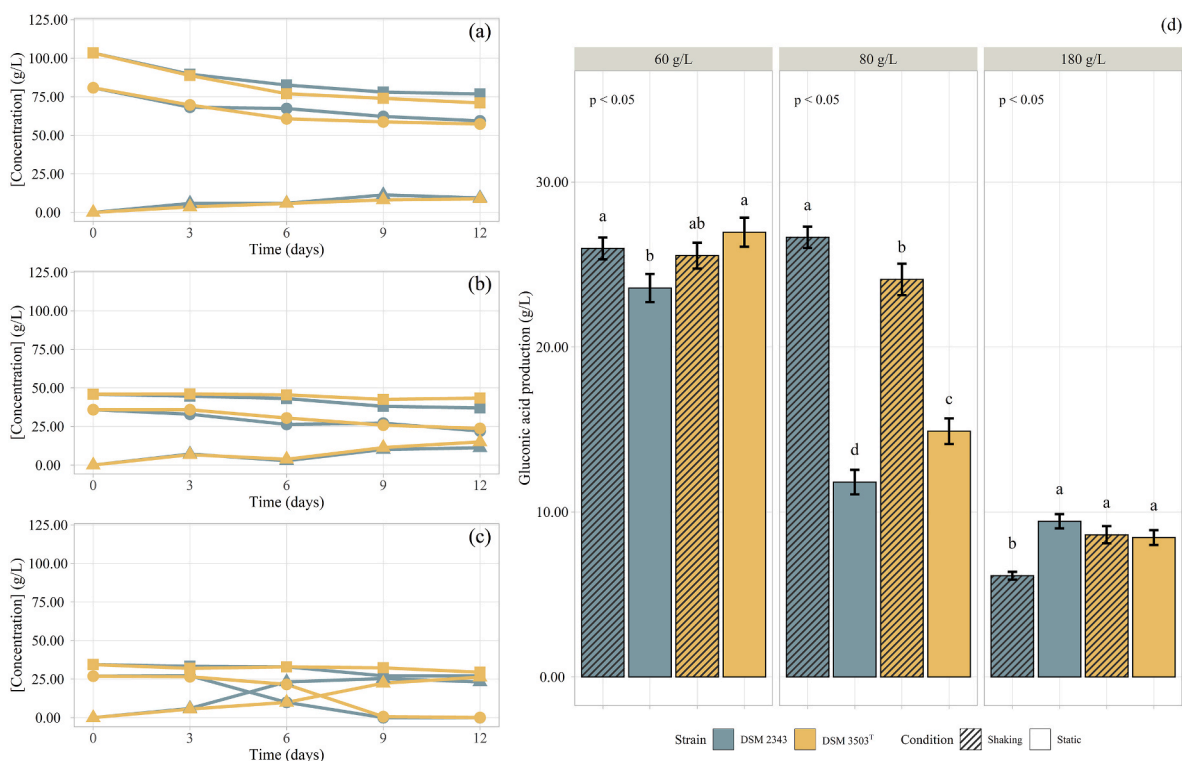 (a)
[Concentration] (g/L)
125.00
100.00
75.00
50.00
25.00
0.00
0 3 6 9 12
Time (days)
(b)
[Concentration] (g/L)
125.00
100.00
75.00
50.00
25.00
0.00
0 3 6 9 12
Time (days)
(c)
[Concentration] (g/L)
125.00
100.00
75.00
50.00
25.00
0.00
0 3 6 9 12
Time (days)
(d)
60 g/L 80 g/L 180 g/L
p < 0.05 p < 0.05 p < 0.05
Gluconic acid production (g/L)
30.00
20.00
10.00
0.00
a b ab a
a d b c
b a a a
Strain DSM 2343 DSM 3503ᵀ Condition Shaking Static